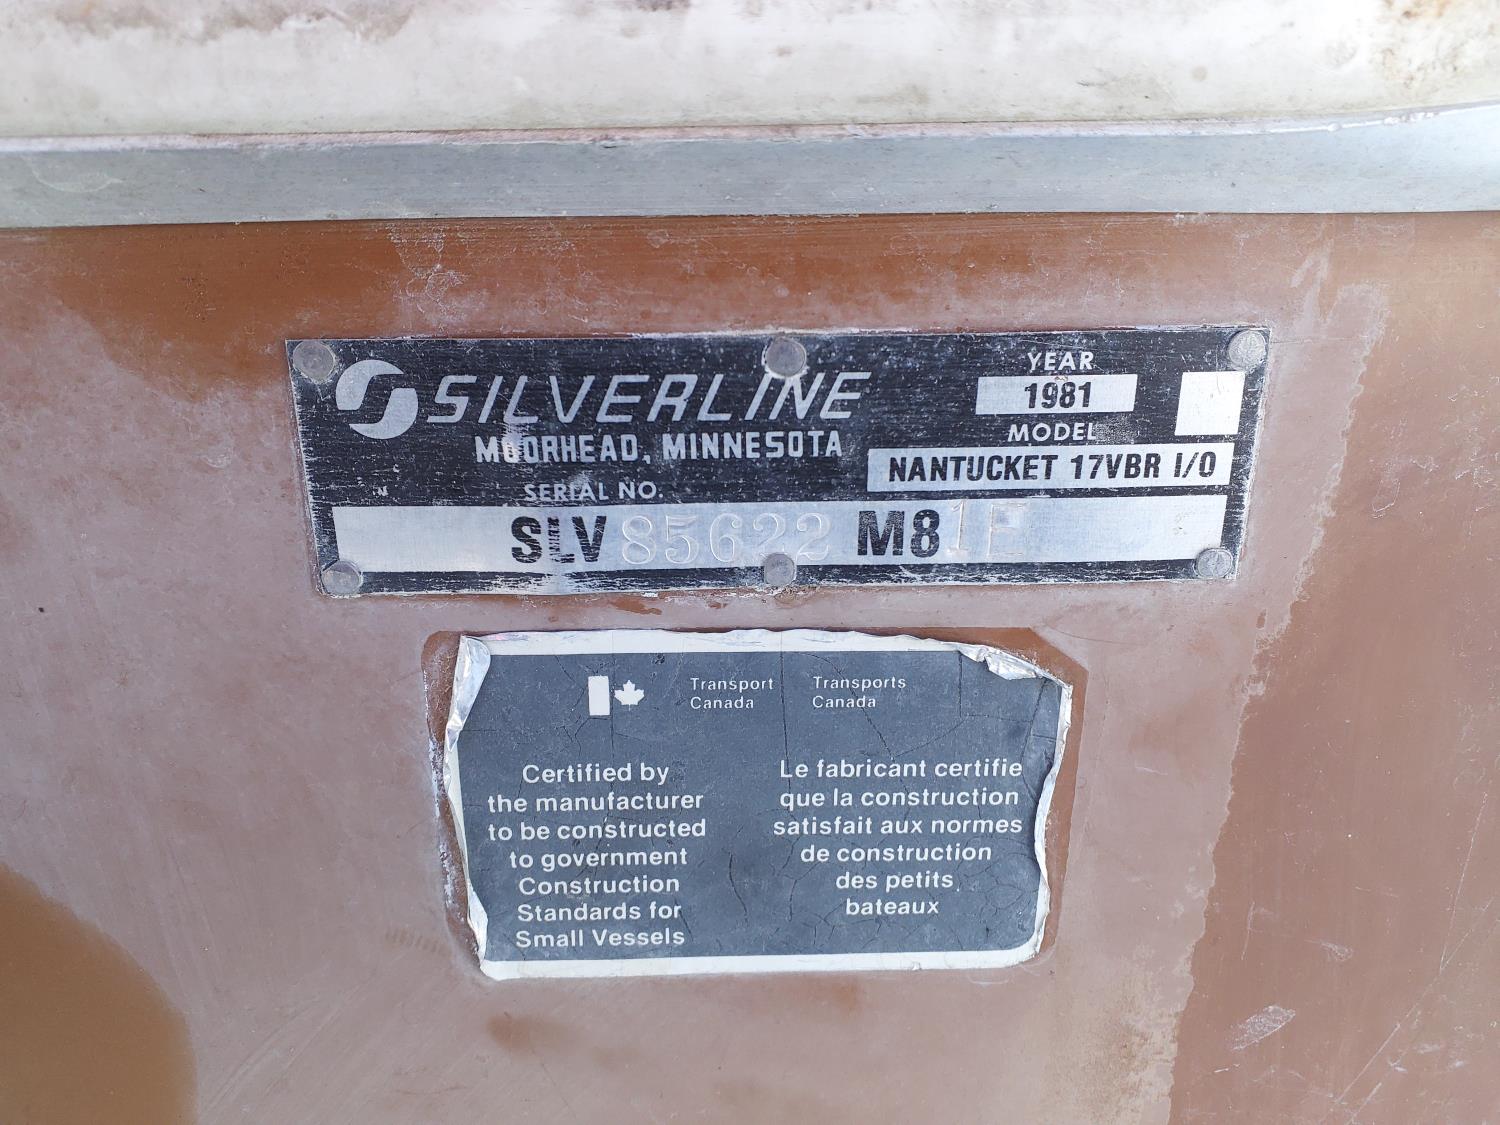 SILVERLINE
MOORHEAD, MINNESOTA
YEAR
1981
MODEL
NANTUCKET 17VBR I/O
SERIAL NO.
SLV 85622 M81E
Transport
Canada
Transports
Canada
Certified by
the manufacturer
to be constructed
to government
Construction
Standards for
Small Vessels
Le fabricant certifie
que la construction
satisfait aux normes
de construction
des petits
bateaux